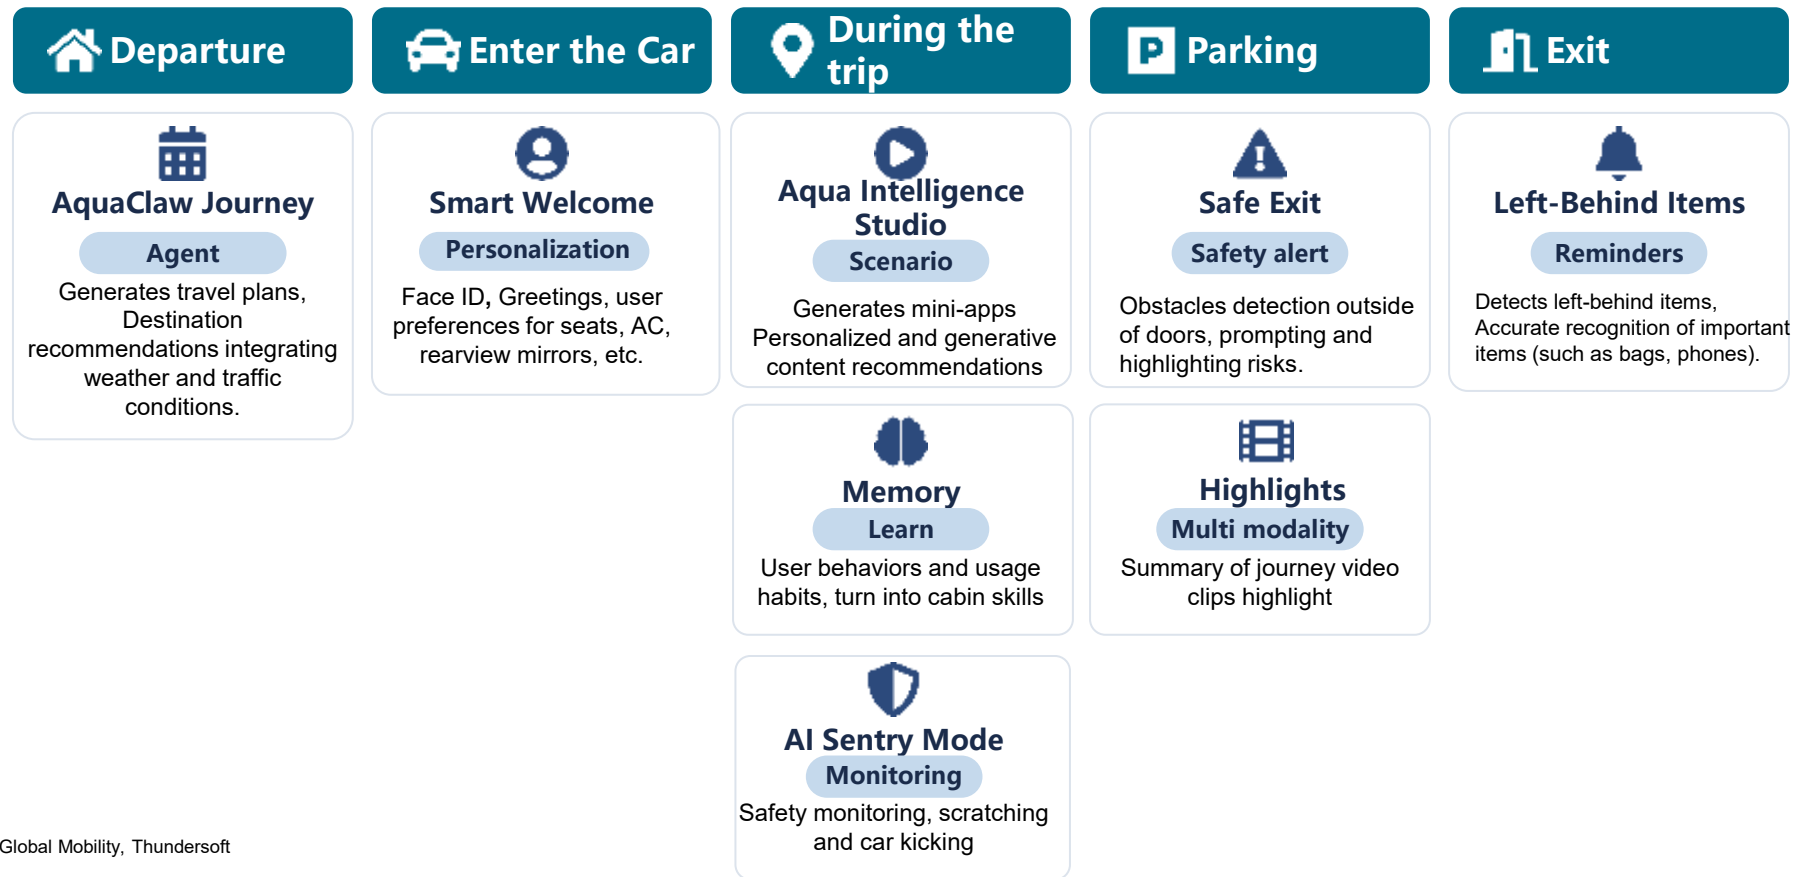 Departure
Enter the Car
During the
trip
Parking
Exit
AquaClaw Journey
Agent
Generates travel plans,
Destination
recommendations integrating
weather and traffic
conditions.
Smart Welcome
Personalization
Face ID, Greetings, user
preferences for seats, AC,
rearview mirrors, etc.
Aqua Intelligence
Studio
Scenario
Generates mini-apps
Personalized and generative
content recommendations
Memory
Learn
User behaviors and usage
habits, turn into cabin skills
AI Sentry Mode
Monitoring
Safety monitoring, scratching
and car kicking
Safe Exit
Safety alert
Obstacles detection outside
of doors, prompting and
highlighting risks.
Highlights
Multi modality
Summary of journey video
clips highlight
Left-Behind Items
Reminders
Detects left-behind items,
Accurate recognition of important
items (such as bags, phones).
Global Mobility, Thundersoft